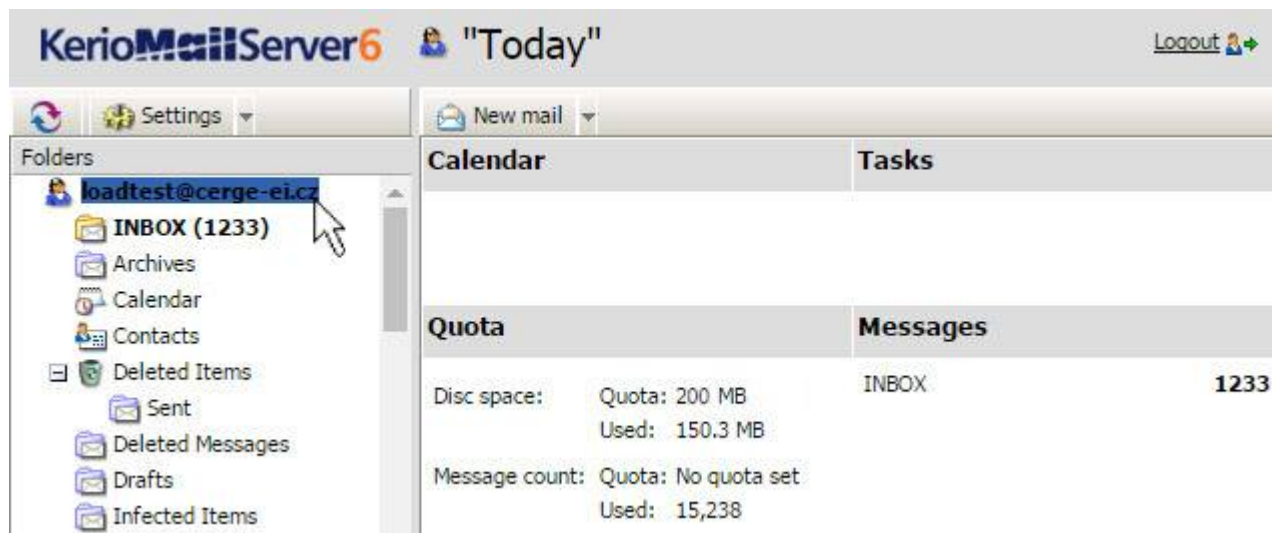 KerioMailServer6 "Today" Logout
Settings New mail
Folders
loadtest@cerge-ei.cz
INBOX (1233)
Archives
Calendar
Contacts
Deleted Items
Sent
Deleted Messages
Drafts
Infected Items
Calendar Tasks
Quota Messages
Disc space: Quota: 200 MB
Used: 150.3 MB
Message count: Quota: No quota set
Used: 15,238
INBOX 1233